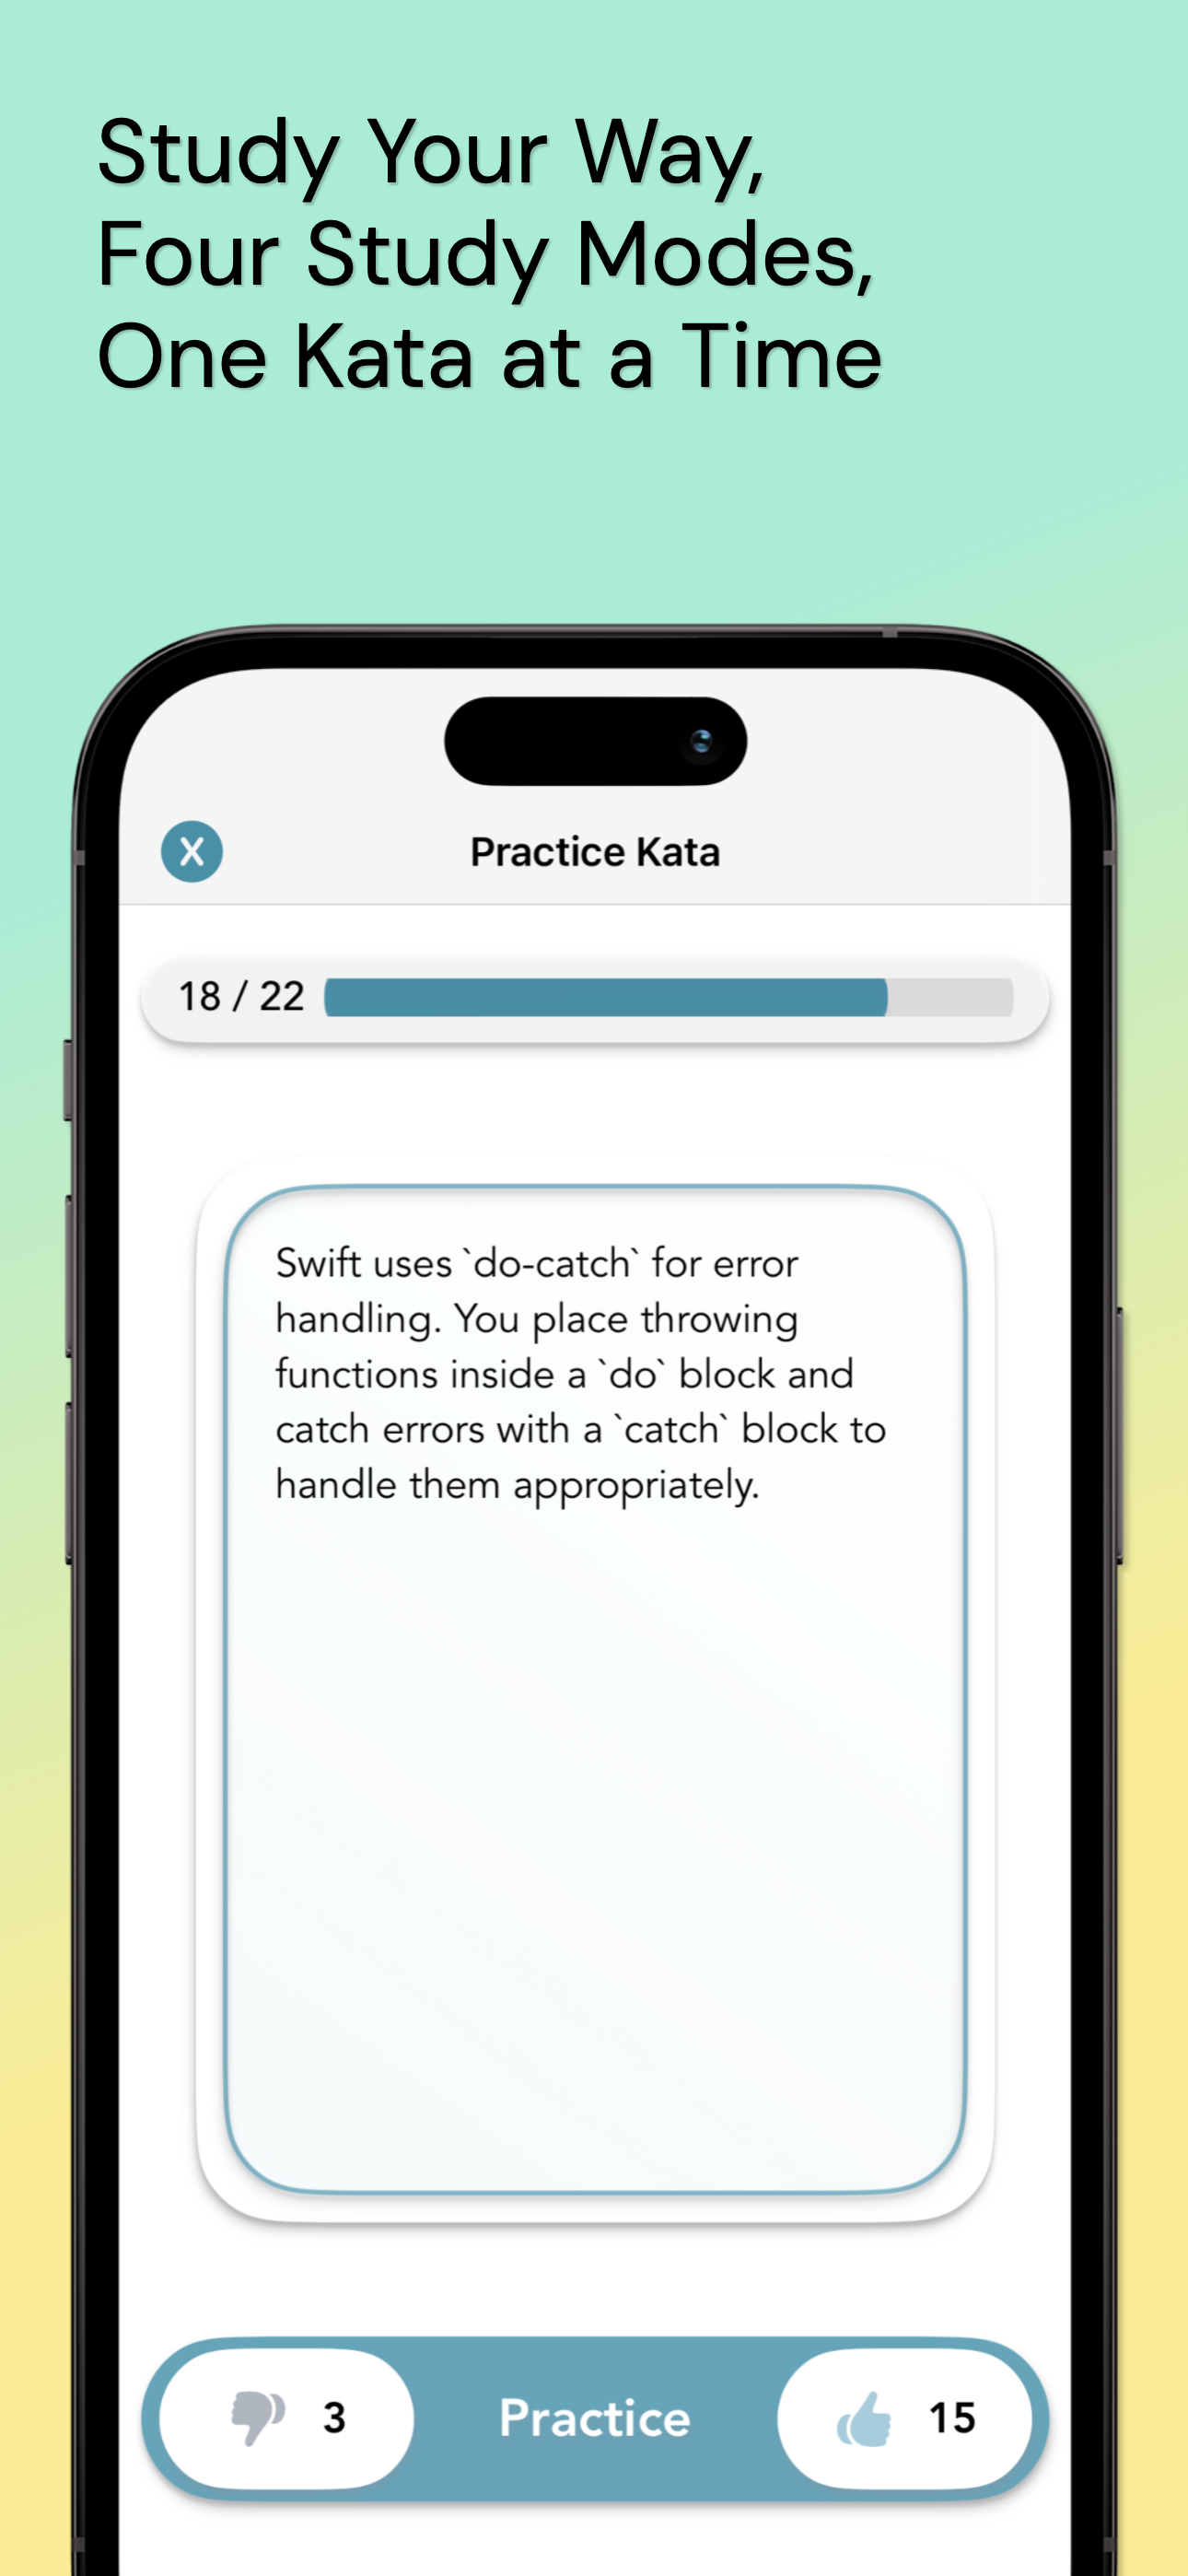 Study Your Way,
Four Study Modes,
One Kata at a Time
X
Practice Kata
18 / 22
Swift uses `do-catch` for error
handling. You place throwing
functions inside a `do` block and
catch errors with a `catch` block to
handle them appropriately.
3
Practice
15